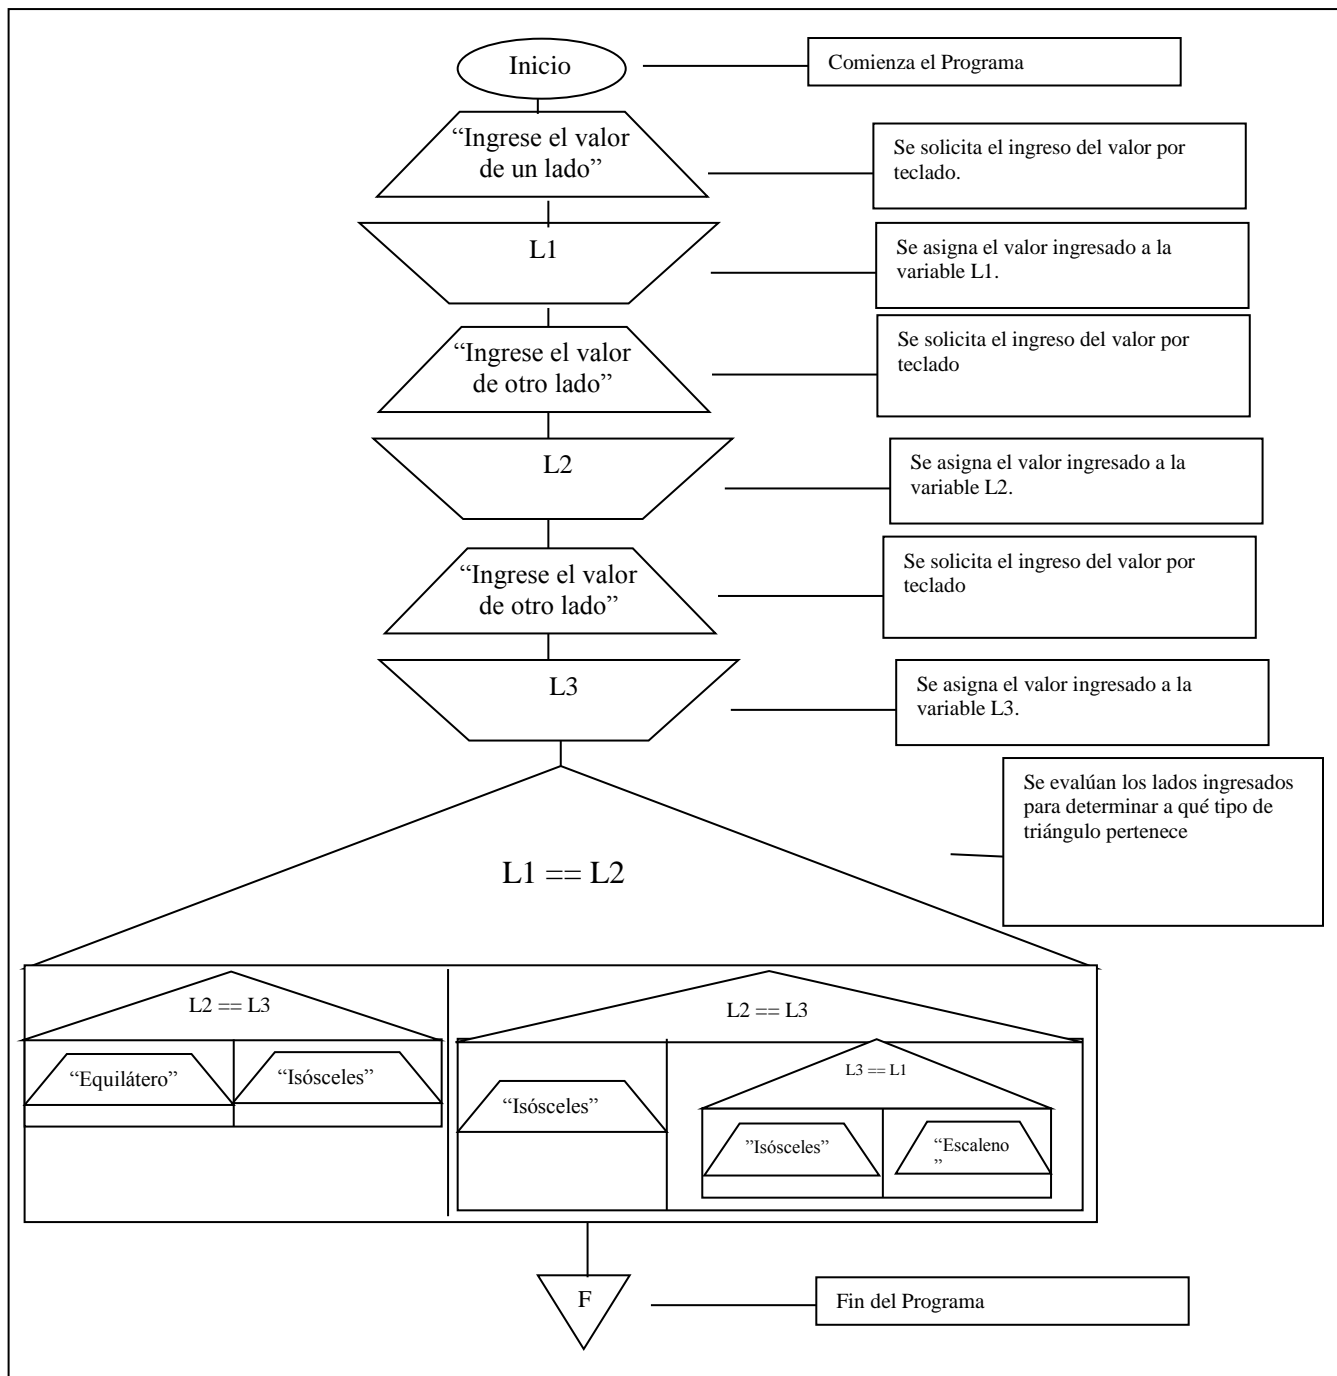 Inicio
Comienza el Programa
“Ingrese el valor
de un lado”
Se solicita el ingreso del valor por
teclado.
L1
Se asigna el valor ingresado a la
variable L1.
“Ingrese el valor
de otro lado”
Se solicita el ingreso del valor por
teclado
L2
Se asigna el valor ingresado a la
variable L2.
“Ingrese el valor
de otro lado”
Se solicita el ingreso del valor por
teclado
L3
Se asigna el valor ingresado a la
variable L3.
Se evalúan los lados ingresados
para determinar a qué tipo de
triángulo pertenece
L1 == L2
L2 == L3
L2 == L3
“Equilátero”
“Isósceles”
“Isósceles”
L3 == L1
”Isósceles”
“Escaleno
”
F
Fin del Programa